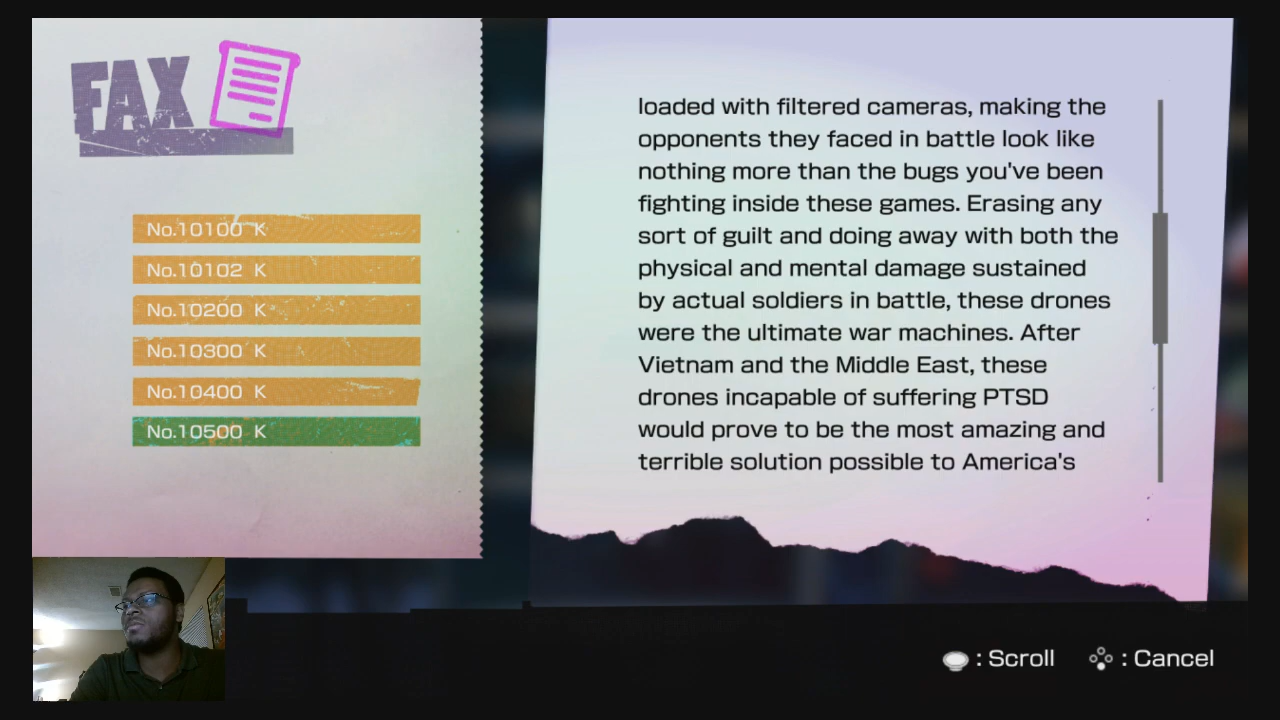 FAX
No.10100 K
No.10102 K
No.10200 K
No.10300 K
No.10400 K
No.10500 K
loaded with filtered cameras, making the
opponents they faced in battle look like
nothing more than the bugs you've been
fighting inside these games. Erasing any
sort of guilt and doing away with both the
physical and mental damage sustained
by actual soldiers in battle, these drones
were the ultimate war machines. After
Vietnam and the Middle East, these
drones incapable of suffering PTSD
would prove to be the most amazing and
terrible solution possible to America's
: Scroll
: Cancel